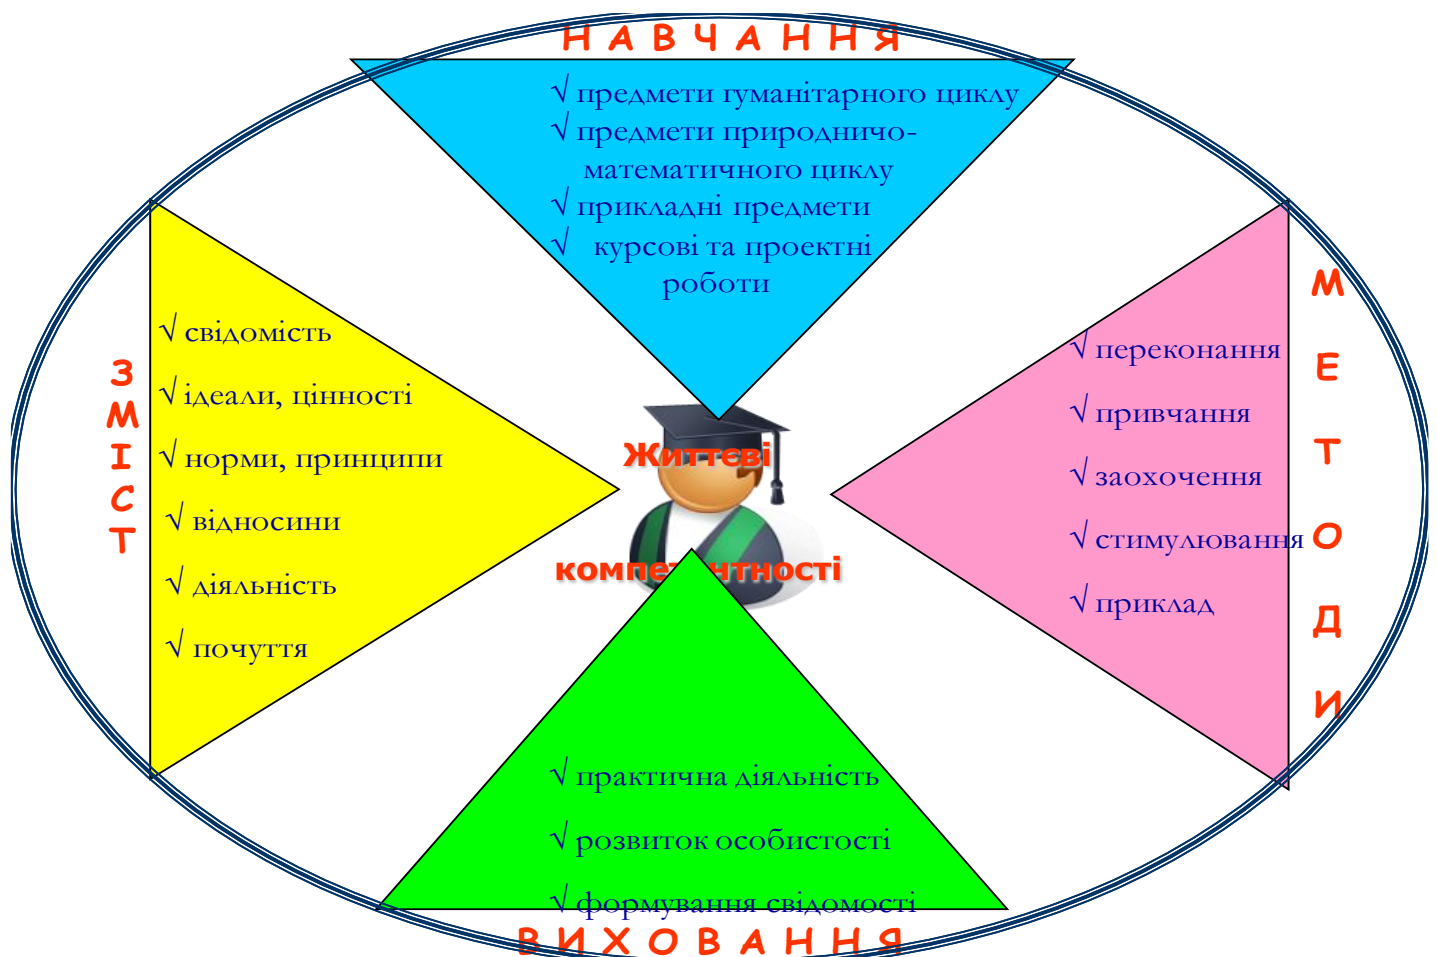 НАВЧАННЯ
√ предмети гуманітарного циклу
√ предмети природничо-
математичного циклу
√ прикладні предмети
√ курсові та проектні
роботи
ЗМІСТ
√ свідомість
√ ідеали, цінності
√ норми, принципи
√ відносини
√ діяльність
√ почуття
Життєві
компетентності
МЕТОДИ
√ переконання
√ привчання
√ заохочення
√ стимулювання
√ приклад
√ практична діяльність
√ розвиток особистості
√ формування свідомості
ВИХОВАННЯ